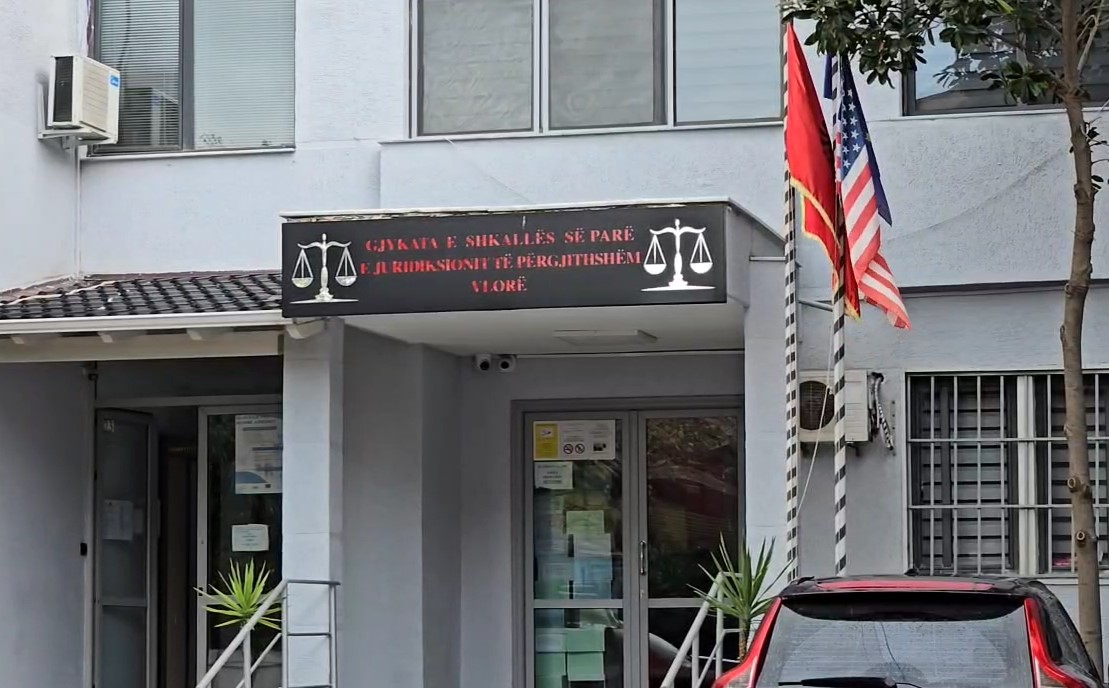 GJYKATA E SHKALLËS SË PARË
E JURIDIKSIONIT TË PËRGJITHSHËM
VLORË